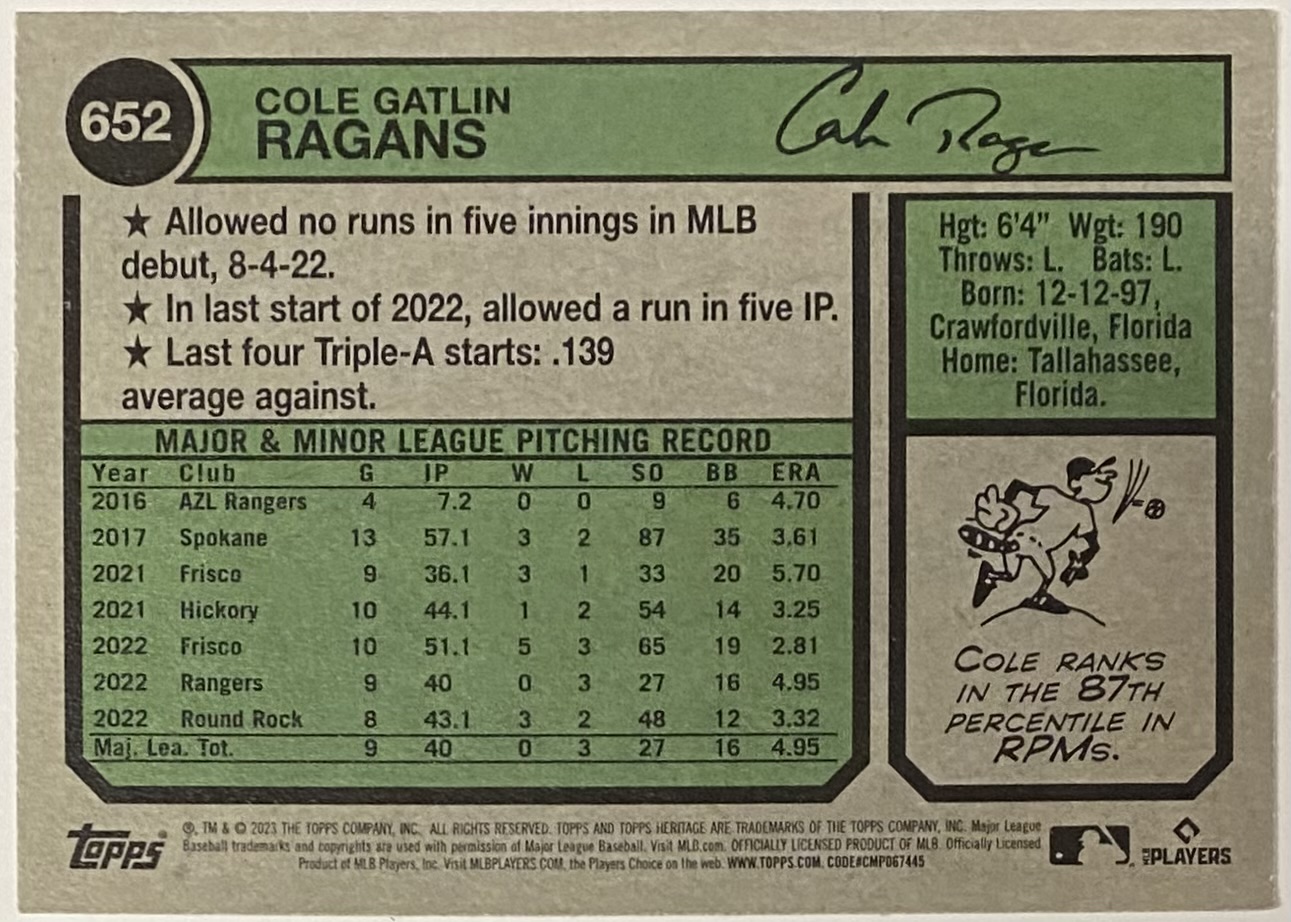 652
COLE GATLIN
RAGANS
Cole Ragans
★ Allowed no runs in five innings in MLB
debut, 8-4-22.
★ In last start of 2022, allowed a run in five IP.
★ Last four Triple-A starts: .139
average against.
Hgt: 6'4” Wgt: 190
Throws: L. Bats: L.
Born: 12-12-97,
Crawfordville, Florida
Home: Tallahassee,
Florida.
MAJOR & MINOR LEAGUE PITCHING RECORD
Year Club G IP W L SO BB ERA
2016 AZL Rangers 4 7.2 0 0 9 6 4.70
2017 Spokane 13 57.1 3 2 87 35 3.61
2021 Frisco 9 36.1 3 1 33 20 5.70
2021 Hickory 10 44.1 1 2 54 14 3.25
2022 Frisco 10 51.1 5 3 65 19 2.81
2022 Rangers 9 40 0 3 27 16 4.95
2022 Round Rock 8 43.1 3 2 48 12 3.32
Maj. Lea. Tot. 9 40 0 3 27 16 4.95
COLE RANKS
IN THE 87TH
PERCENTILE IN
RPMS.
Topps
®, TM & © 2023 THE TOPPS COMPANY, INC. ALL RIGHTS RESERVED. TOPPS AND TOPPS HERITAGE ARE TRADEMARKS OF THE TOPPS COMPANY, INC. Major League
Baseball trademarks and copyrights are used with permission of Major League Baseball. Visit MLB.com. OFFICIALLY LICENSED PRODUCT OF MLB. Officially Licensed
Product of MLB Players, Inc. Visit MLBPLAYERS.COM, the Players Choice on the web. WWW.TOPPS.COM. CODE#CMP067445
PLAYERS